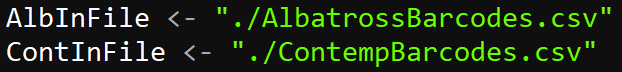 AlbInFile <- "./AlbatrossBarcodes.csv"
ContInFile <- "./ContempBarcodes.csv"